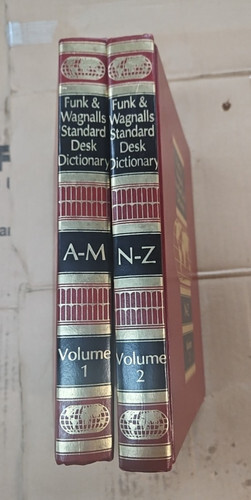 Funk &
Wagnalls
Standard
Desk
Dictionary
A-M
Volume
1
Funk &
Wagnalls
Standard
Desk
Dictionary
N-Z
Volume
2